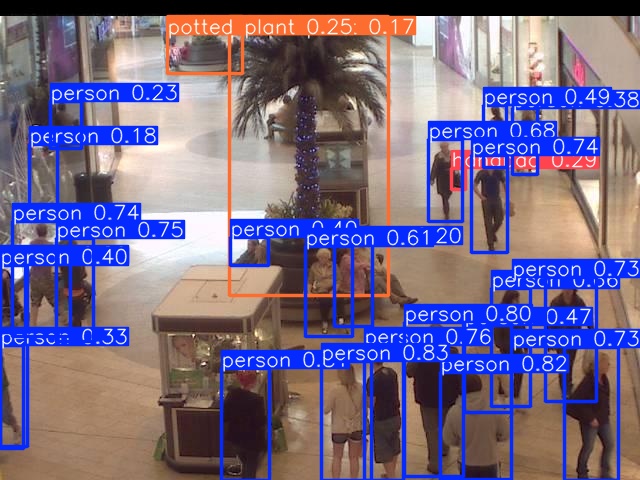 potted plant 0.25: 0.17
person 0.23
person 0.49
38
person 0.18
person 0.68
person 0.74
handbag 0.29
person 0.74
person 0.75
person 0.40
person 0.61
20
person 0.40
person 0.73
person 0.80
0.47
person 0.33
person 0.76
person 0.73
person 0.83
person 0.82